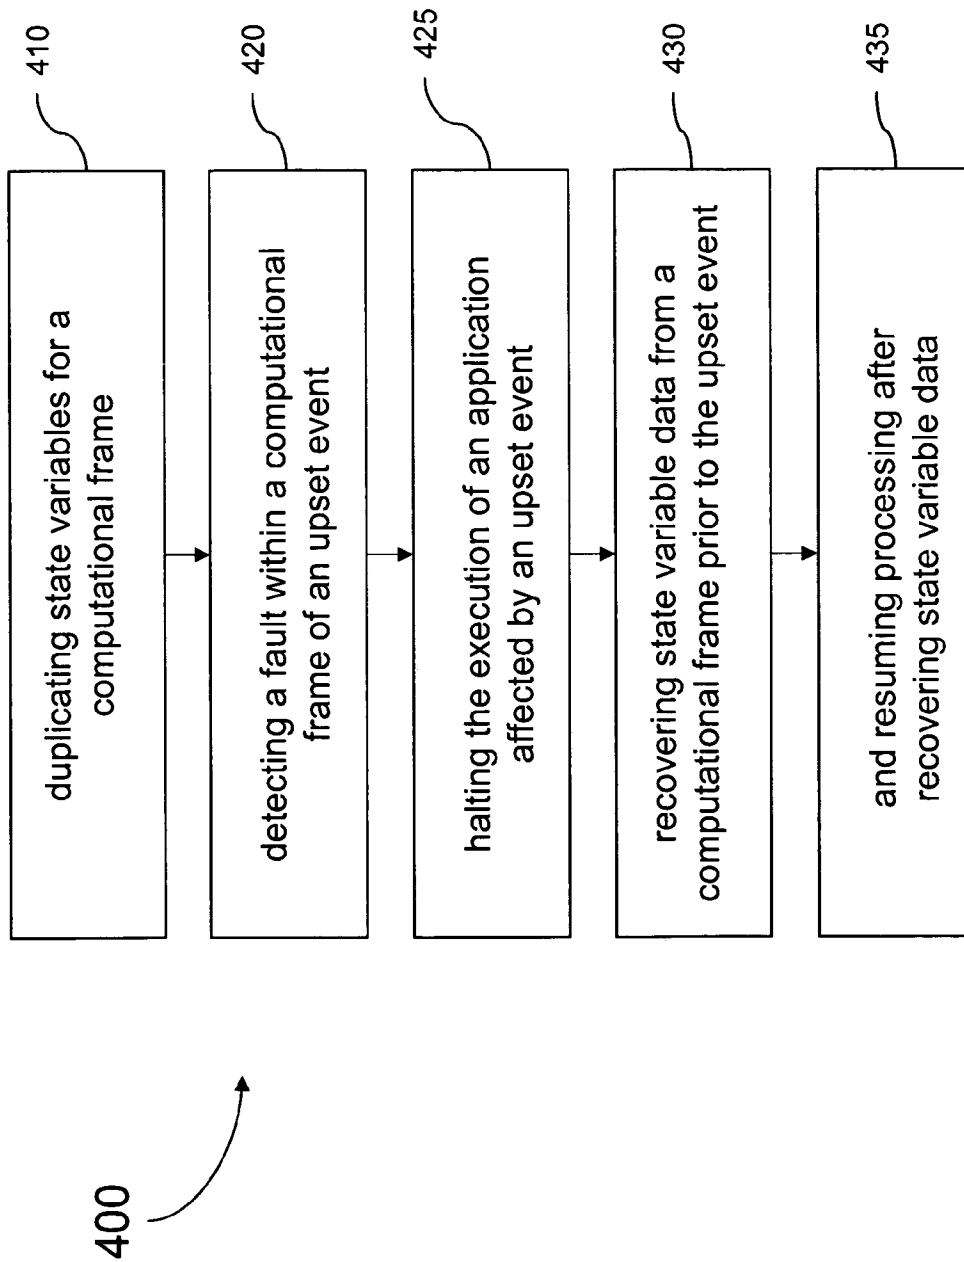 400
duplicating state variables for a
computational frame
410
detecting a fault within a computational
frame of an upset event
420
halting the execution of an application
affected by an upset event
425
recovering state variable data from a
computational frame prior to the upset event
430
and resuming processing after
recovering state variable data
435